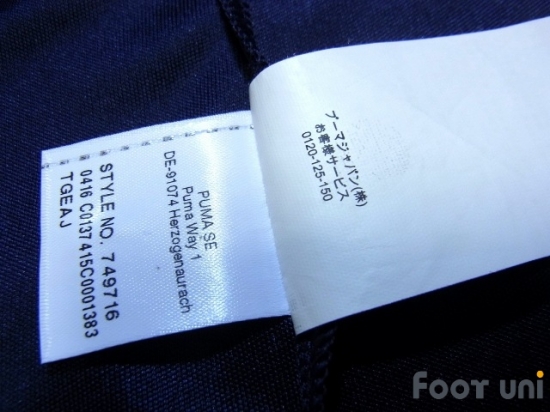 PUMA SE
Puma Way 1
DE-91074 Herzogenaurach
STYLE NO. 749716
0416 C0137415C0001383
TGEAJ
プーマジャパン(株)
お客様サービス
0120-125-150
FOOT UNI